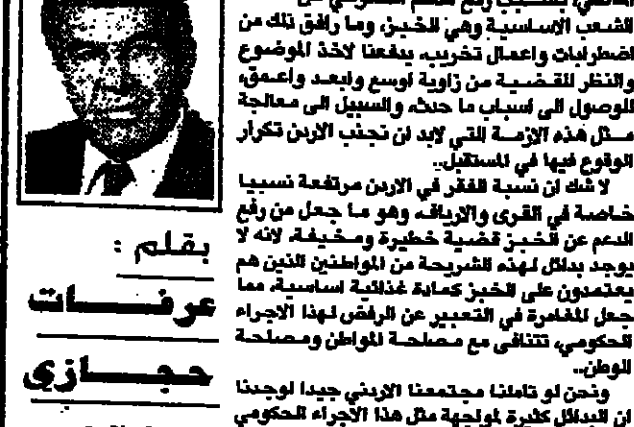 الشعب الاساسية وهي الخبز، وما رافق ذلك من
اضطرابات واعمال تخريب، يدفعنا لاخذ الموضوع
والنظر للقضية من زاوية اوسع وابعد واعمق،
للوصول الى اسباب ما حدث، والسبيل الى معالجة
مثل هذه الازمة التي لابد ان تجنب الاردن تكرار
الوقوع فيها في المستقبل..
لا شك ان نسبة الفقر في الاردن مرتفعة نسبيا
خاصة في القرى والارياف، وهو ما جعل من رفع
الدعم عن الخبز قضية خطيرة ومخيفة، لانه لا
يوجد بدائل لهذه الشريحة من المواطنين الذين هم
يعتمدون على الخبز كمادة غذائية اساسية، مما
جعل المغامرة في التعبير عن الرفض لهذا الاجراء
الحكومي، تتنافى مع مصلحة المواطن ومصلحة
الوطن..
ونحن لو تاملنا مجتمعنا الاردني جيدا لوجدنا
ان البدائل كثيرة لمواجهة مثل هذا الاجراء الحكومي
بقلم :
عرفات
حجازي